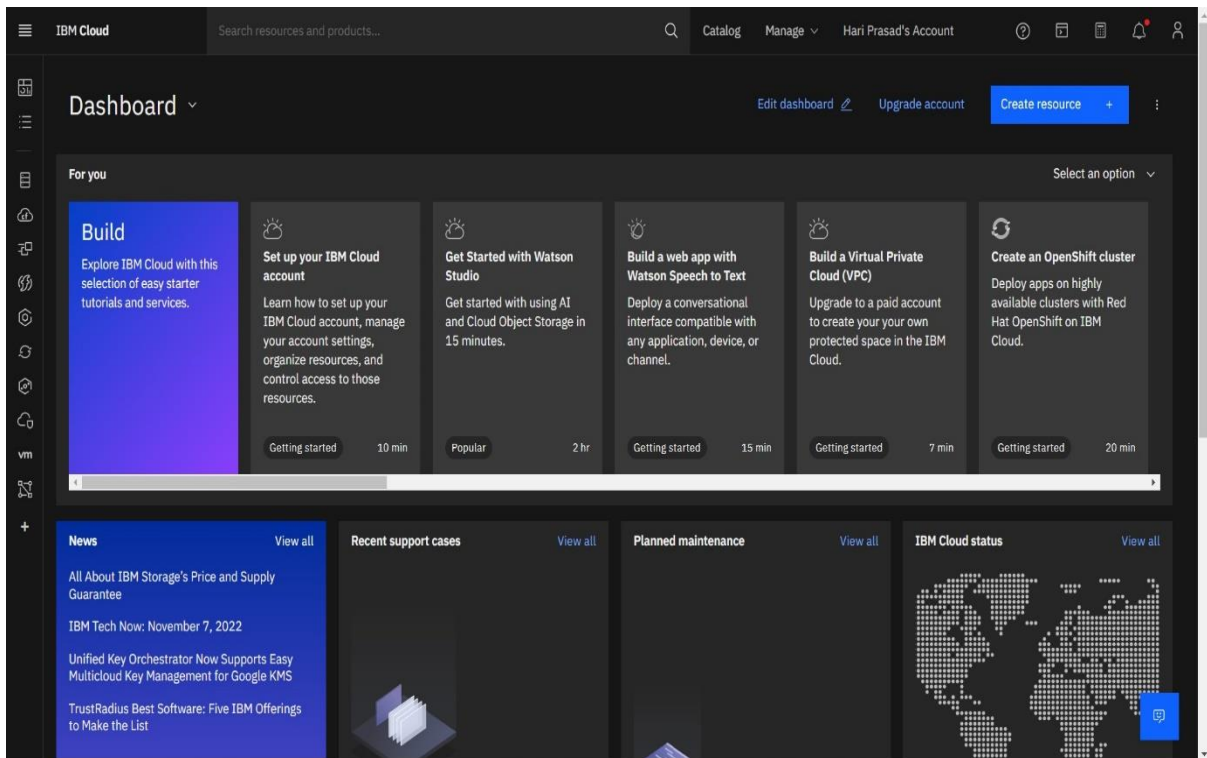 IBM Cloud
Search resources and products...
Catalog
Manage
Hari Prasad's Account
Dashboard
Edit dashboard
Upgrade account
Create resource +
For you
Select an option
Build
Explore IBM Cloud with this
selection of easy starter
tutorials and services.
Set up your IBM Cloud
account
Learn how to set up your
IBM Cloud account, manage
your account settings,
organize resources, and
control access to those
resources.
Getting started
10 min
Get Started with Watson
Studio
Get started with using AI
and Cloud Object Storage in
15 minutes.
Popular
2 hr
Build a web app with
Watson Speech to Text
Deploy a conversational
interface compatible with
any application, device, or
channel.
Getting started
15 min
Build a Virtual Private
Cloud (VPC)
Upgrade to a paid account
to create your your own
protected space in the IBM
Cloud.
Getting started
7 min
Create an OpenShift cluster
Deploy apps on highly
available clusters with Red
Hat OpenShift on IBM
Cloud.
Getting started
20 min
vm
News
View all
All About IBM Storage's Price and Supply
Guarantee
IBM Tech Now: November 7, 2022
Unified Key Orchestrator Now Supports Easy
Multicloud Key Management for Google KMS
TrustRadius Best Software: Five IBM Offerings
to Make the List
Recent support cases
View all
Planned maintenance
View all
IBM Cloud status
View all